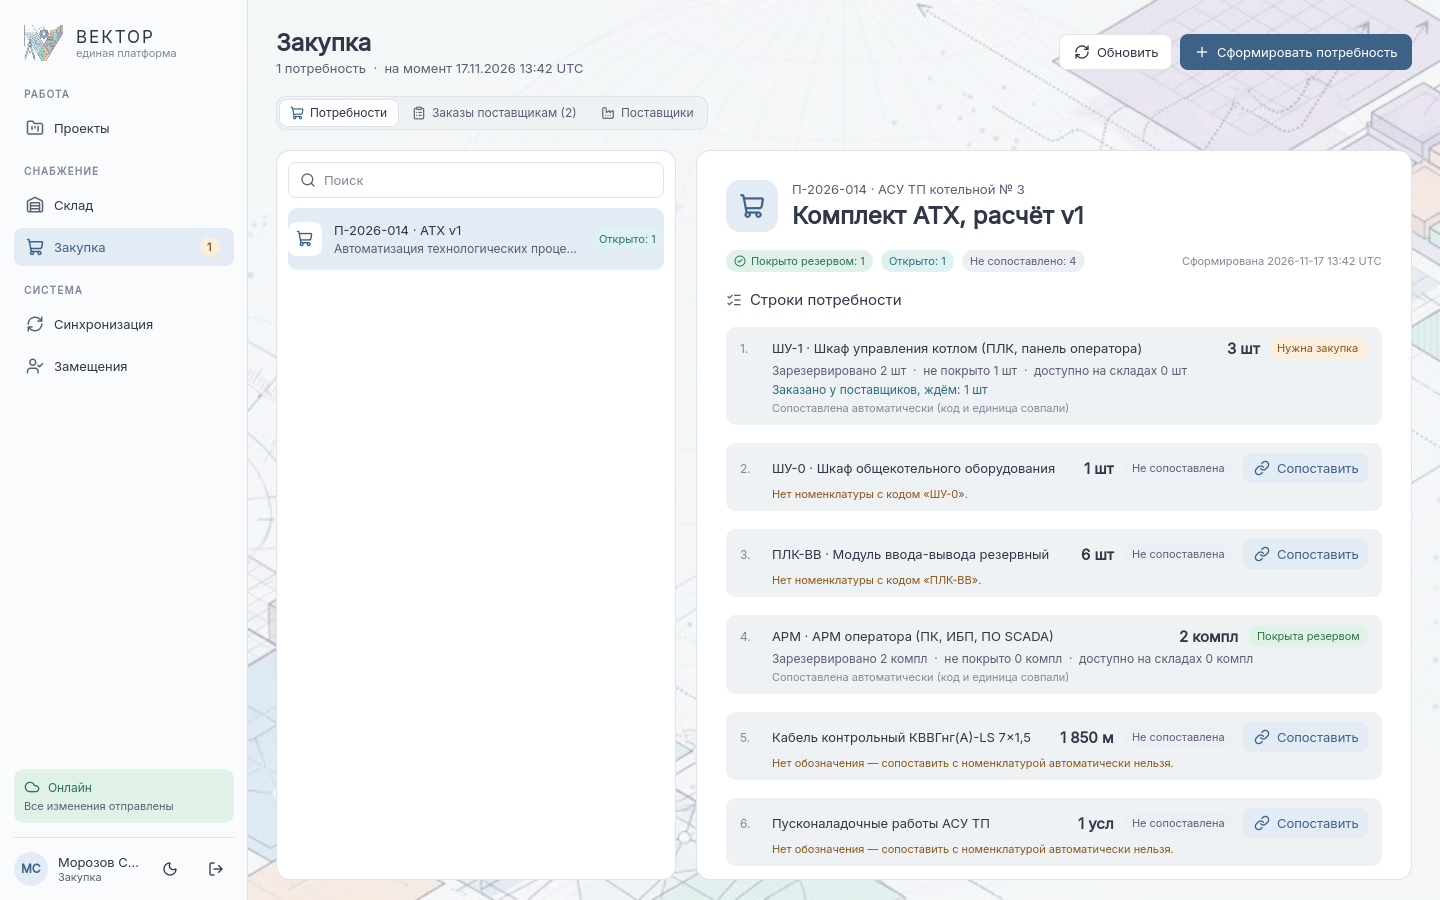 ВЕКТОР
единая платформа
РАБОТА
Проекты
СНАБЖЕНИЕ
Склад
Закупка 1
СИСТЕМА
Синхронизация
Замещения
Онлайн
Все изменения отправлены
МС
Морозов С...
Закупка
Закупка
1 потребность · на момент 17.11.2026 13:42 UTC
Обновить
Сформировать потребность
Потребности
Заказы поставщикам (2)
Поставщики
Поиск
П-2026-014 · АТХ v1
Автоматизация технологических проце...
Открыто: 1
П-2026-014 · АСУ ТП котельной № 3
Комплект АТХ, расчёт v1
Покрыто резервом: 1
Открыто: 1
Не сопоставлено: 4
Сформирована 2026-11-17 13:42 UTC
Строки потребности
1. ШУ-1 · Шкаф управления котлом (ПЛК, панель оператора) 3 шт Нужна закупка
Зарезервировано 2 шт · не покрыто 1 шт · доступно на складах 0 шт
Заказано у поставщиков, ждём: 1 шт
Сопоставлена автоматически (код и единица совпали)
2. ШУ-0 · Шкаф общекотельного оборудования 1 шт Не сопоставлена Сопоставить
Нет номенклатуры с кодом «ШУ-0».
3. ПЛК-ВВ · Модуль ввода-вывода резервный 6 шт Не сопоставлена Сопоставить
Нет номенклатуры с кодом «ПЛК-ВВ».
4. АРМ · АРМ оператора (ПК, ИБП, ПО SCADA) 2 компл Покрыта резервом
Зарезервировано 2 компл · не покрыто 0 компл · доступно на складах 0 компл
Сопоставлена автоматически (код и единица совпали)
5. Кабель контрольный КВВГнг(А)-LS 7×1,5 1 850 м Не сопоставлена Сопоставить
Нет обозначения — сопоставить с номенклатурой автоматически нельзя.
6. Пусконаладочные работы АСУ ТП 1 усл Не сопоставлена Сопоставить
Нет обозначения — сопоставить с номенклатурой автоматически нельзя.